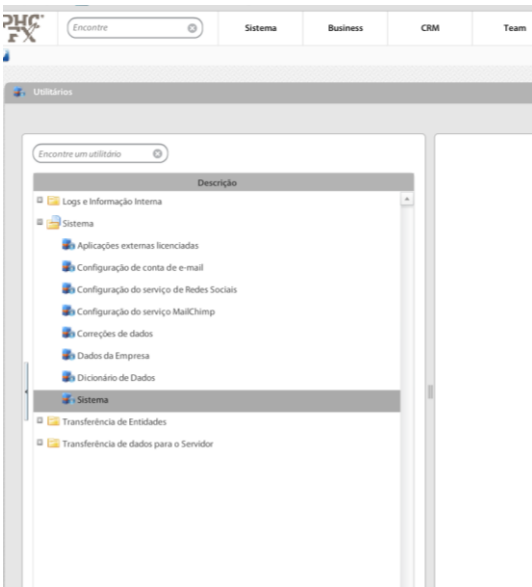 PHC FX
Encontre
Sistema
Business
CRM
Team
Utilitários
Encontre um utilitário
Descrição
Logs e Informação Interna
Sistema
Aplicações externas licenciadas
Configuração de conta de e-mail
Configuração do serviço de Redes Sociais
Configuração do serviço MailChimp
Correções de dados
Dados da Empresa
Dicionário de Dados
Sistema
Transferência de Entidades
Transferência de dados para o Servidor